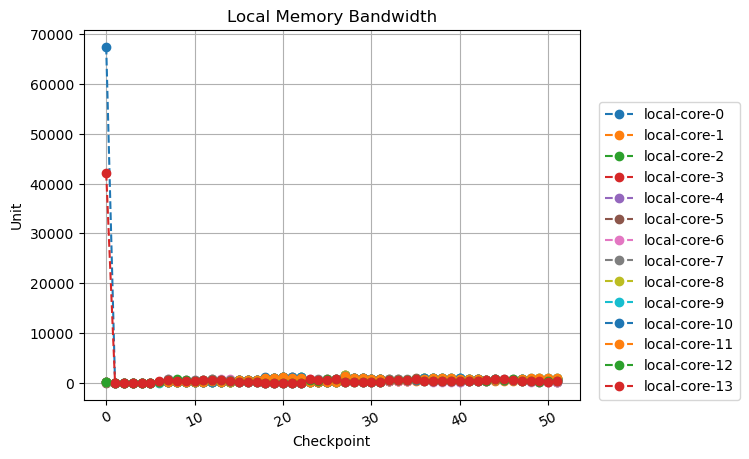 Local Memory Bandwidth
70000
60000
50000
40000
30000
20000
10000
0
Unit
0 10 20 30 40 50
Checkpoint
local-core-0
local-core-1
local-core-2
local-core-3
local-core-4
local-core-5
local-core-6
local-core-7
local-core-8
local-core-9
local-core-10
local-core-11
local-core-12
local-core-13